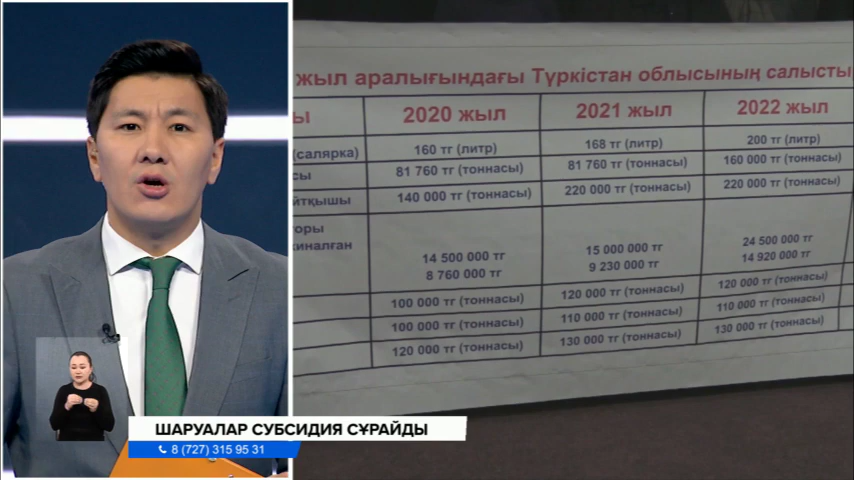 жыл аралығындағы Түркістан облысының салысты
ы 2020 жыл 2021 жыл 2022 жыл
(салярка) 160 тг (литр) 168 тг (литр) 200 тг (литр)
сы 81 760 тг (тоннасы) 81 760 тг (тоннасы) 160 000 тг (тоннасы)
йтқышы 140 000 тг (тоннасы) 220 000 тг (тоннасы) 220 000 тг (тоннасы)
торы
жиналған 14 500 000 тг 15 000 000 тг 24 500 000 тг
8 760 000 тг 9 230 000 тг 14 920 000 тг
100 000 тг (тоннасы) 120 000 тг (тоннасы) 120 000 тг (тоннасы)
100 000 тг (тоннасы) 110 000 тг (тоннасы) 110 000 тг (тоннасы)
120 000 тг (тоннасы) 130 000 тг (тоннасы) 130 000 тг (тоннасы)
ШАРУАЛАР СУБСИДИЯ СҰРАЙДЫ
8 (727) 315 95 31